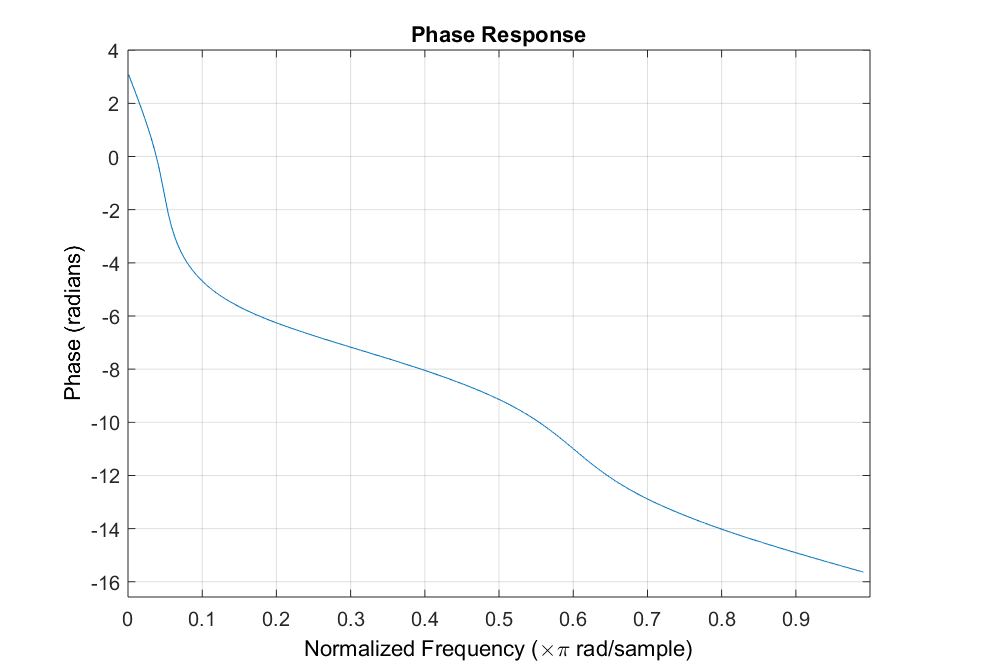 Phase Response
4
2
0
-2
-4
-6
-8
-10
-12
-14
-16
Phase (radians)
0 0.1 0.2 0.3 0.4 0.5 0.6 0.7 0.8 0.9
Normalized Frequency (×π rad/sample)